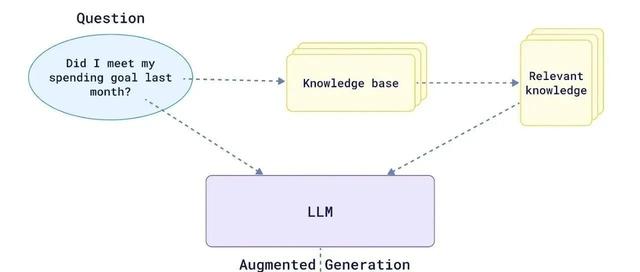 Question
Did I meet my
spending goal last
month?
Knowledge base
Relevant
knowledge
LLM
Augmented Generation